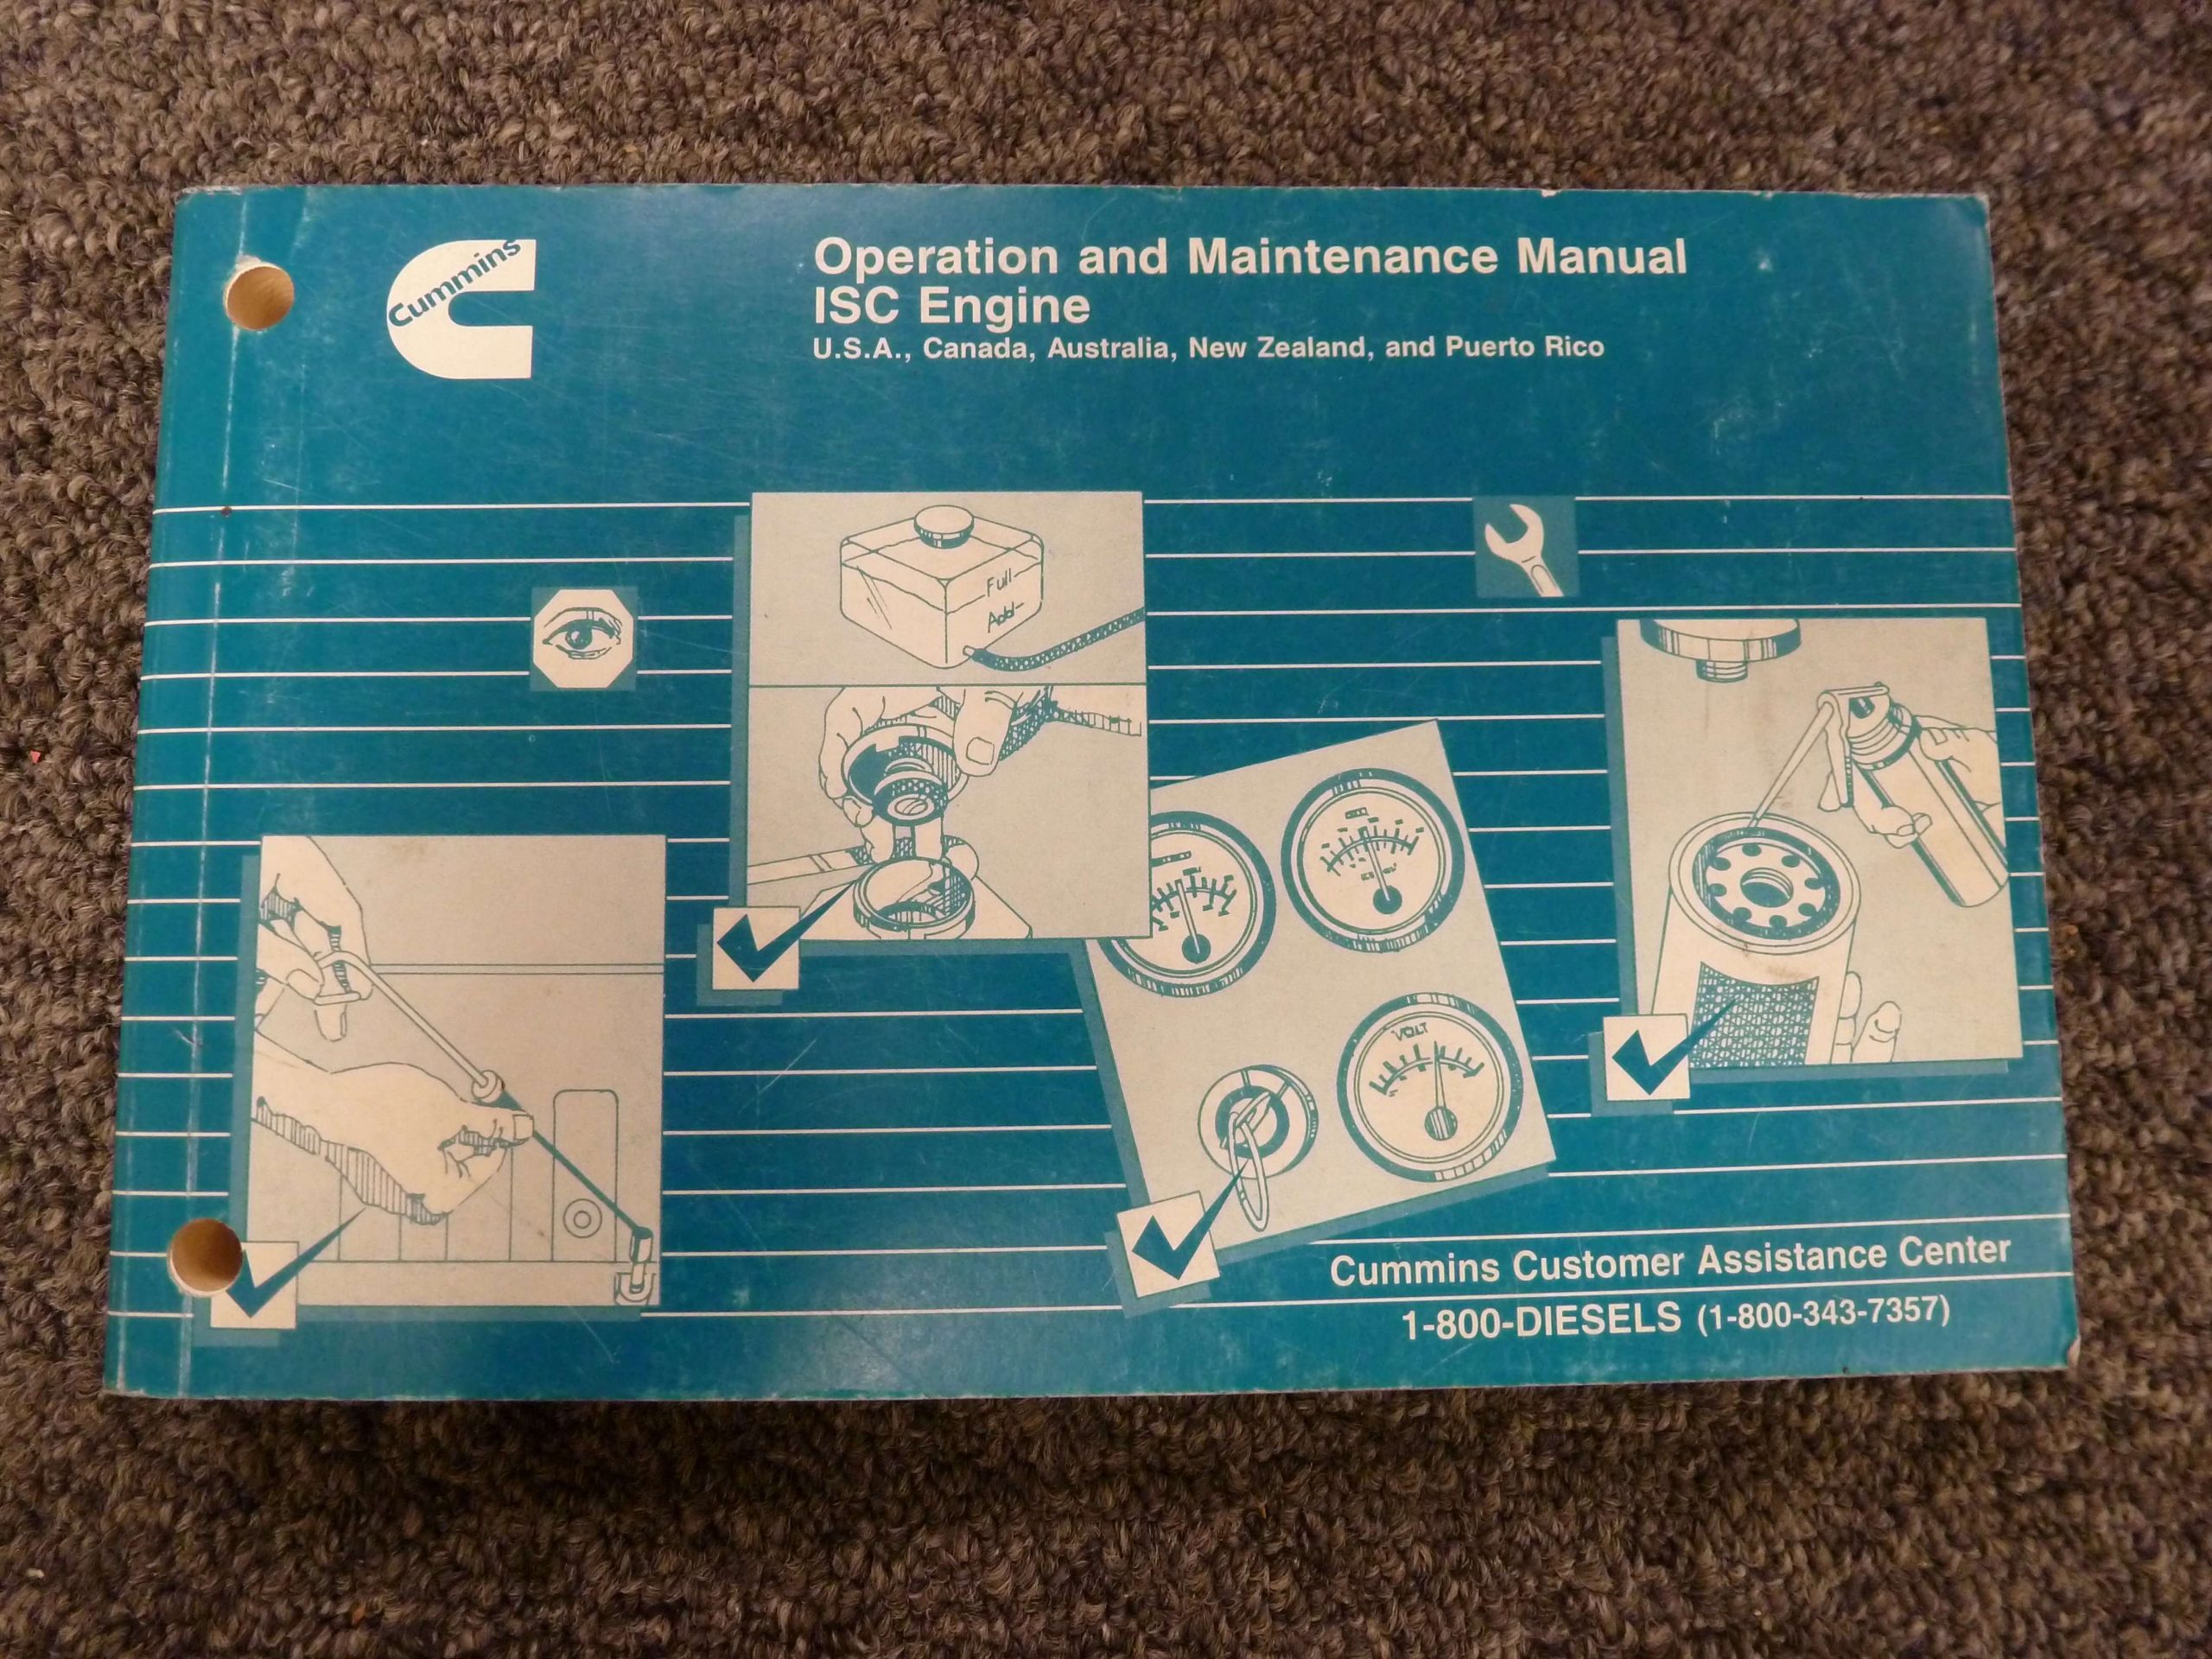 Cummins
Operation and Maintenance Manual
ISC Engine
U.S.A., Canada, Australia, New Zealand, and Puerto Rico
Full
Add
VOLT
Cummins Customer Assistance Center
1-800-DIESELS (1-800-343-7357)